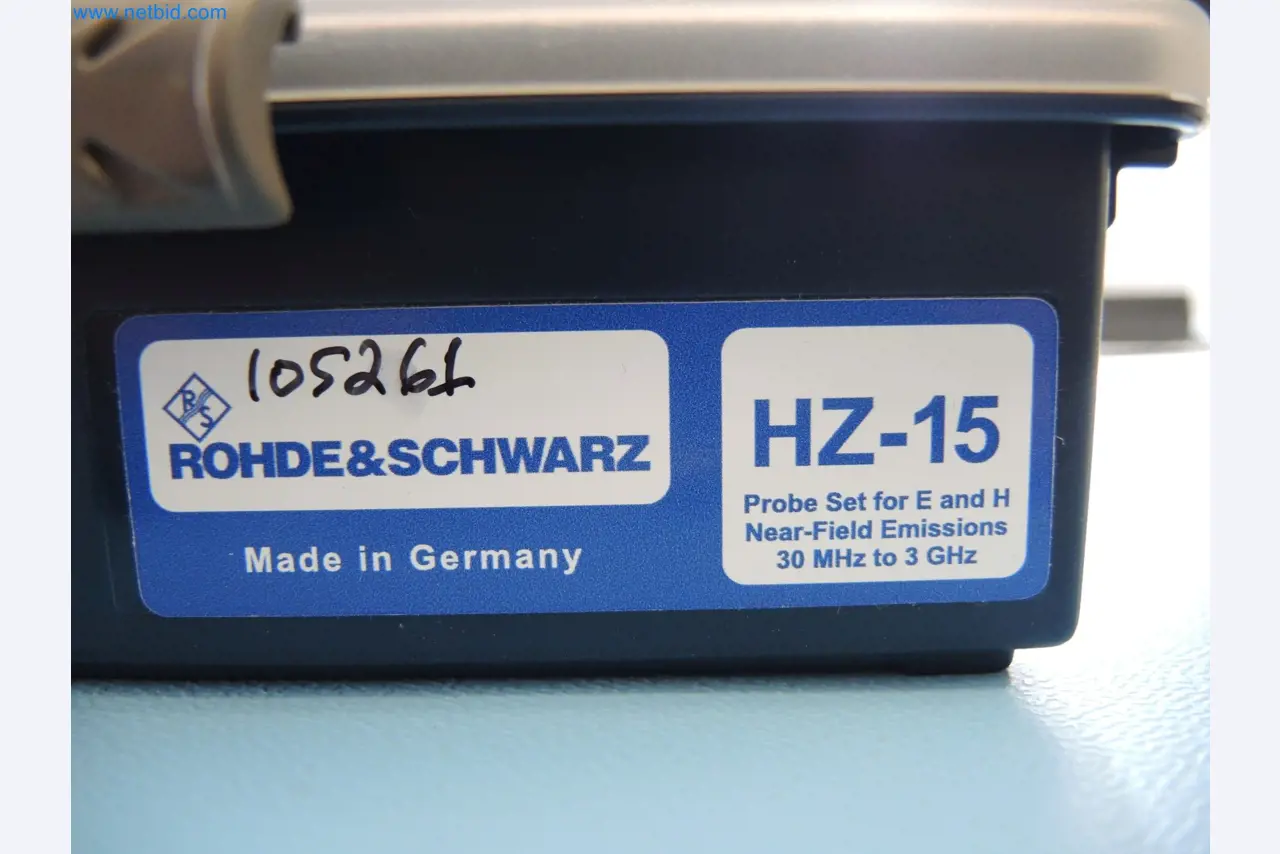 www.netbid.com
105261
R S
ROHDE&SCHWARZ
Made in Germany
HZ-15
Probe Set for E and H
Near-Field Emissions
30 MHz to 3 GHz